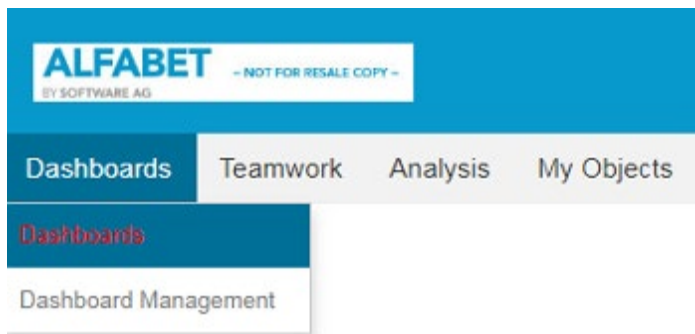 ALFABET
BY SOFTWARE AG
– NOT FOR RESALE COPY –
Dashboards Teamwork Analysis My Objects
Dashboards
Dashboard Management